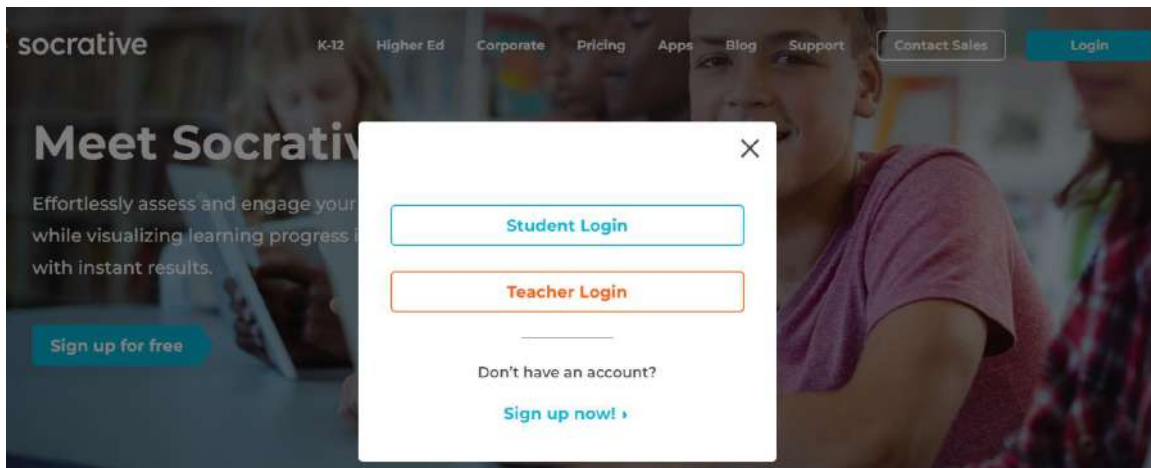 socrative
K-12 Higher Ed Corporate Pricing Apps Blog Support Contact Sales Login
Meet Socrativ
Effortlessly assess and engage your
while visualizing learning progress i
with instant results.
Sign up for free
Student Login
Teacher Login
Don't have an account?
Sign up now! ›